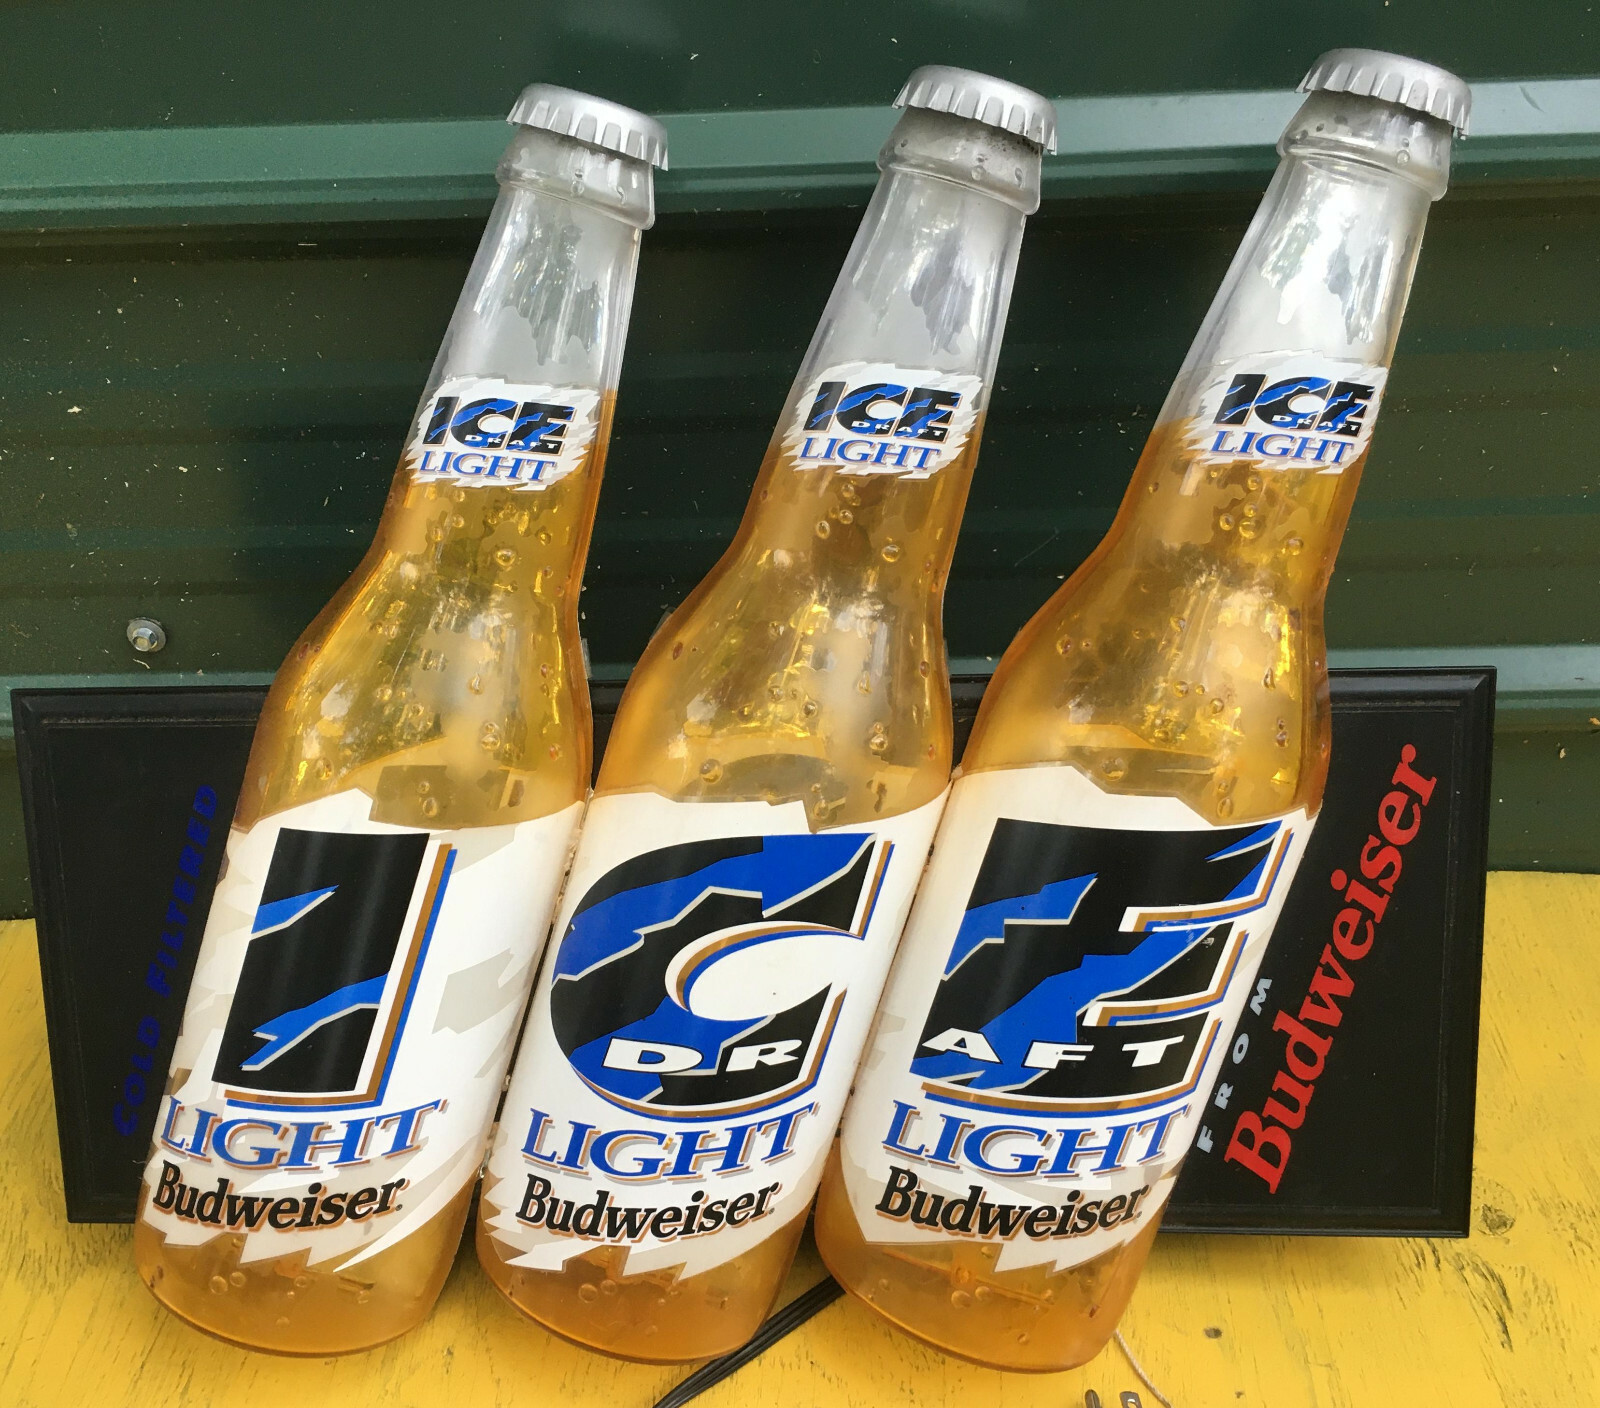 ICE
DRAFT
LIGHT
ICE
DRAFT
LIGHT
ICE
DRAFT
LIGHT
COLD FILTERED
I
LIGHT
Budweiser.
C
DR
LIGHT
Budweiser.
E
AFT
LIGHT
Budweiser
FROM
Budweiser